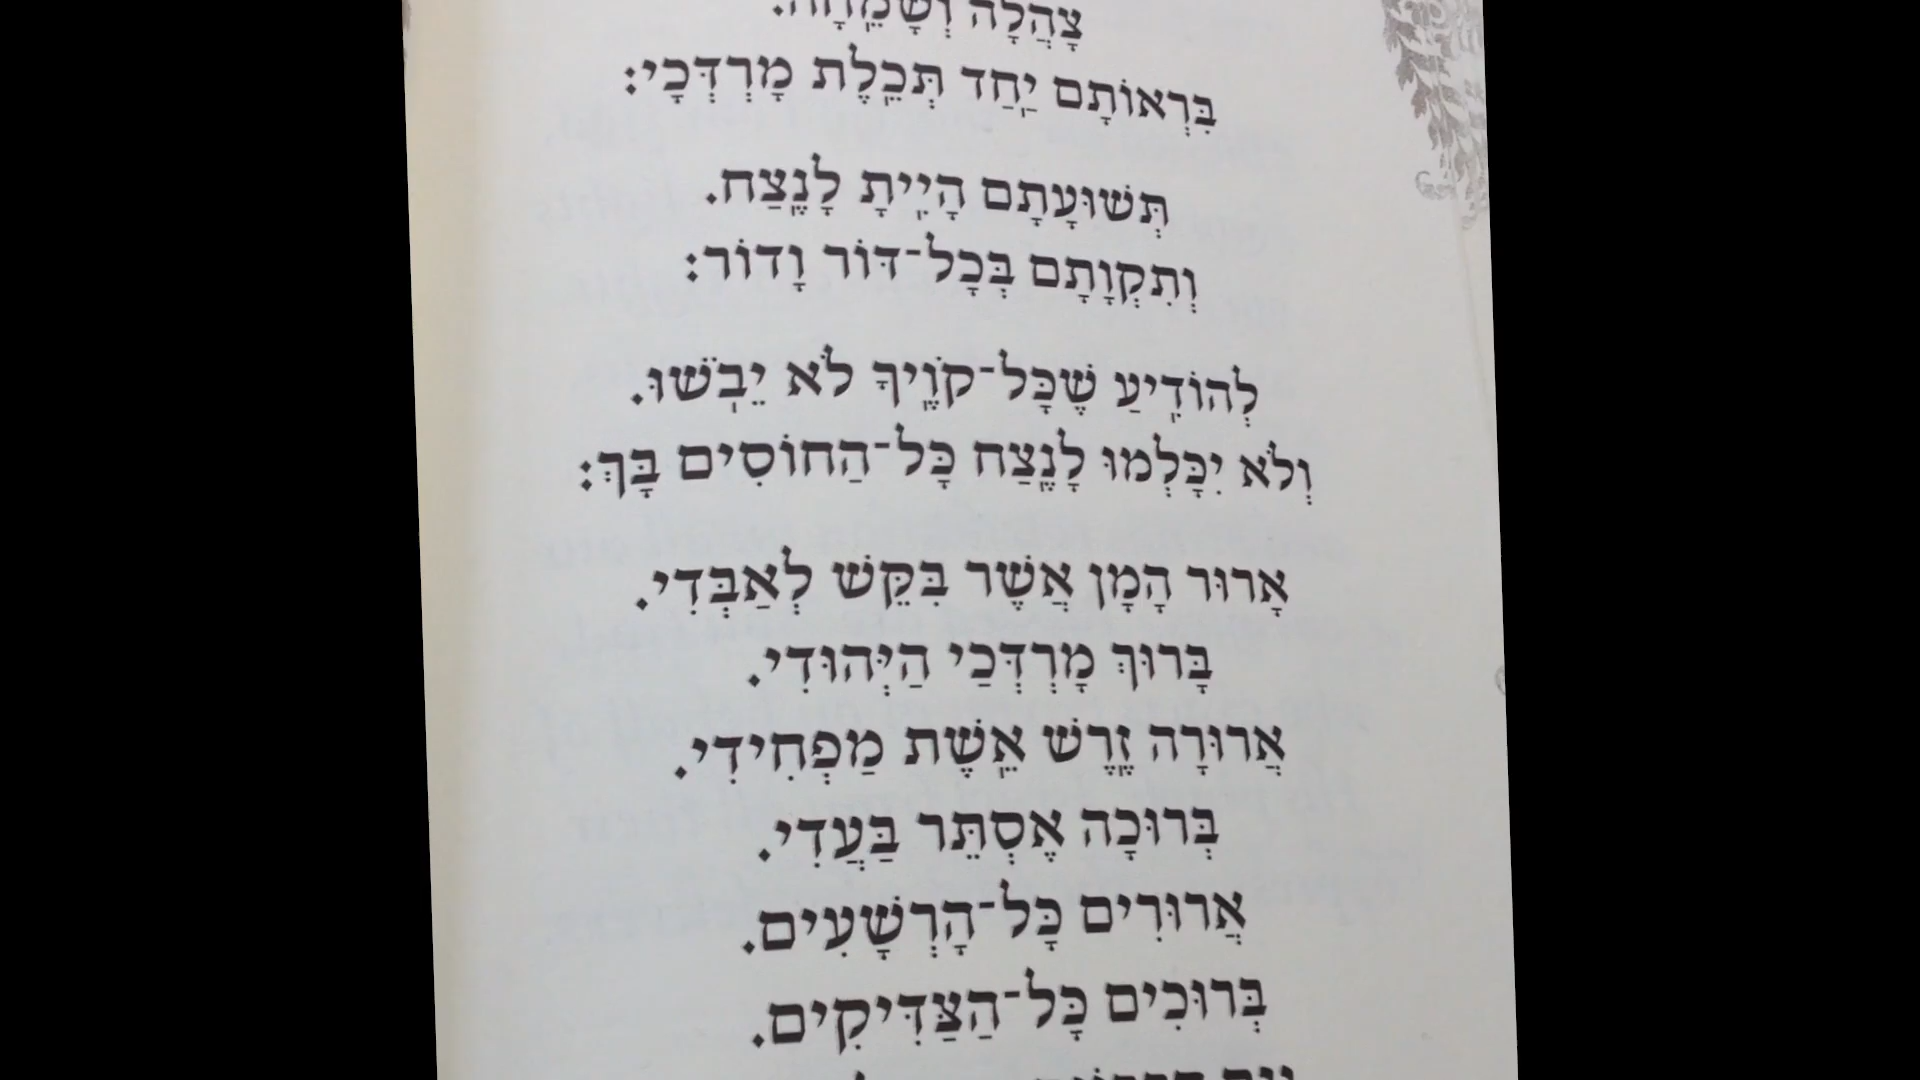 צָהֲלָה וְשָׂמֵֽחָה.
בִּרְאוֹתָם יַֽחַד תְּכֵֽלֶת מָרְדְּכָי:
תְּשׁוּעָתָם הָיִֽיתָ לָנֶֽצַח.
וְתִקְוָתָם בְּכָל־דּוֹר וָדוֹר:
לְהוֹדִֽיעַ שֶׁכָּל־קֹוֶֽיךָ לֹא יֵבֹֽשׁוּ.
וְלֹא יִכָּלְמוּ לָנֶֽצַח כָּל־הַחוֹסִים בָּךְ:
אָרוּר הָמָן אֲשֶׁר בִּקֵּשׁ לְאַבְּדִי.
בָּרוּךְ מָרְדְּכַי הַיְּהוּדִי.
אֲרוּרָה זֶֽרֶשׁ אֵֽשֶׁת מַפְחִידִי.
בְּרוּכָה אֶסְתֵּר בַּעֲדִי.
אֲרוּרִים כָּל־הָרְשָׁעִים.
בְּרוּכִים כָּל־הַצַּדִּיקִים.